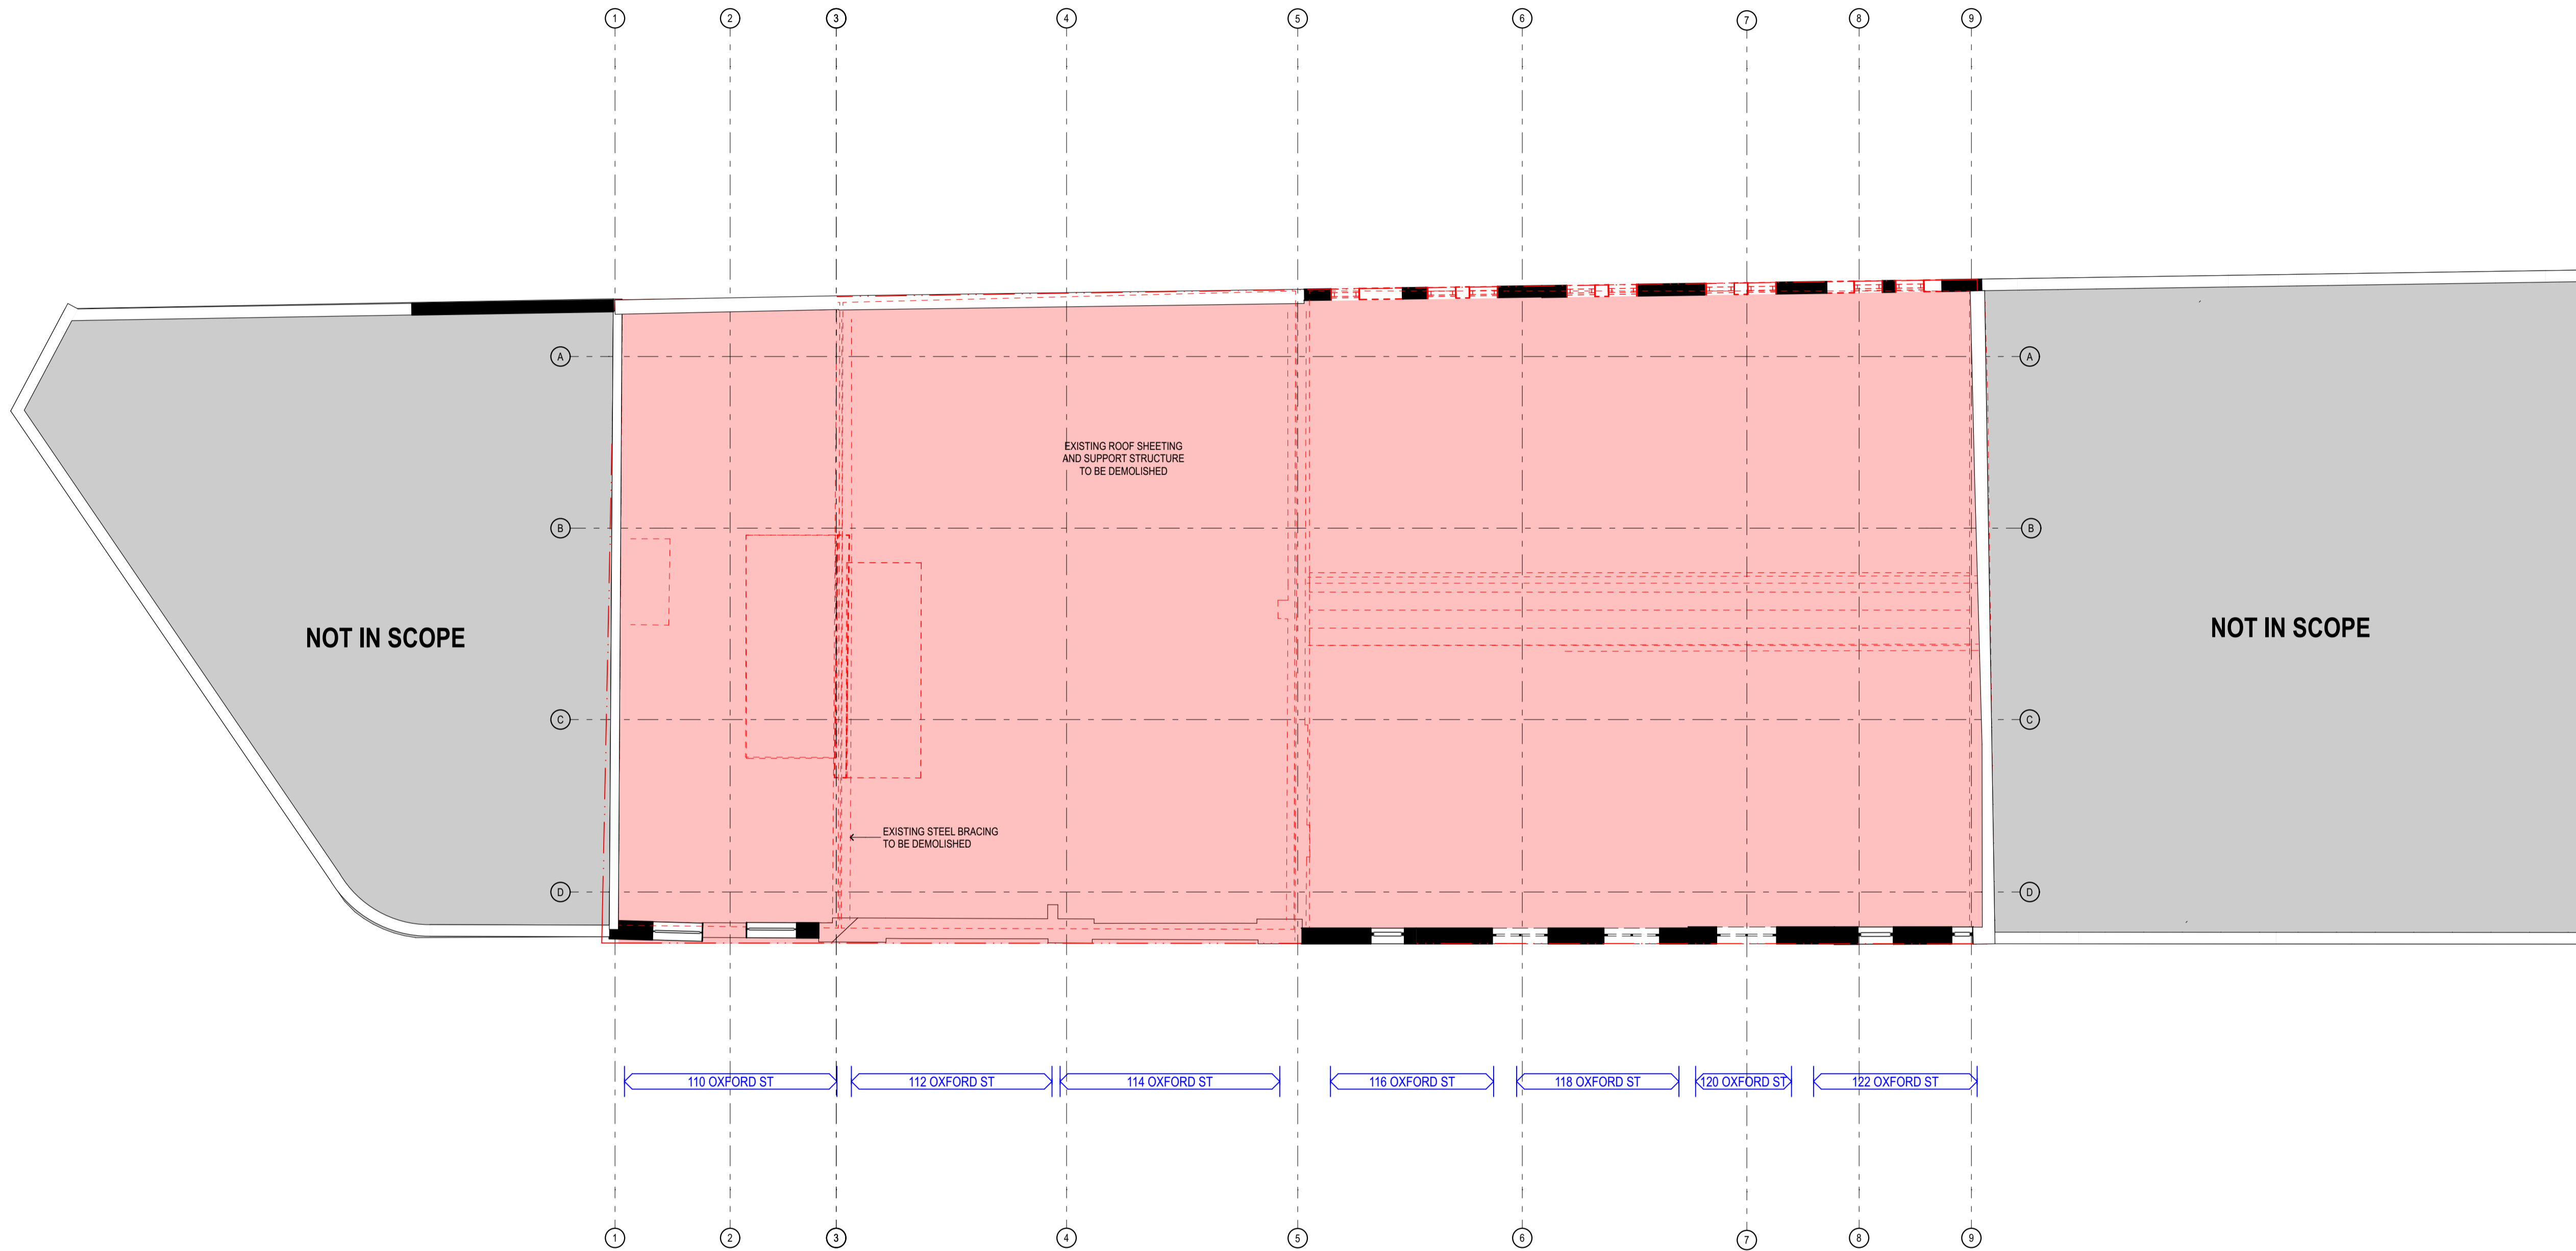 1 2 3 4 5 6 7 8 9
A A
EXISTING ROOF SHEETING
AND SUPPORT STRUCTURE
TO BE DEMOLISHED
B B
NOT IN SCOPE
NOT IN SCOPE
C C
EXISTING STEEL BRACING
TO BE DEMOLISHED
D D
110 OXFORD ST
112 OXFORD ST
114 OXFORD ST
116 OXFORD ST
118 OXFORD ST
120 OXFORD ST
122 OXFORD ST
1 2 3 4 5 6 7 8 9